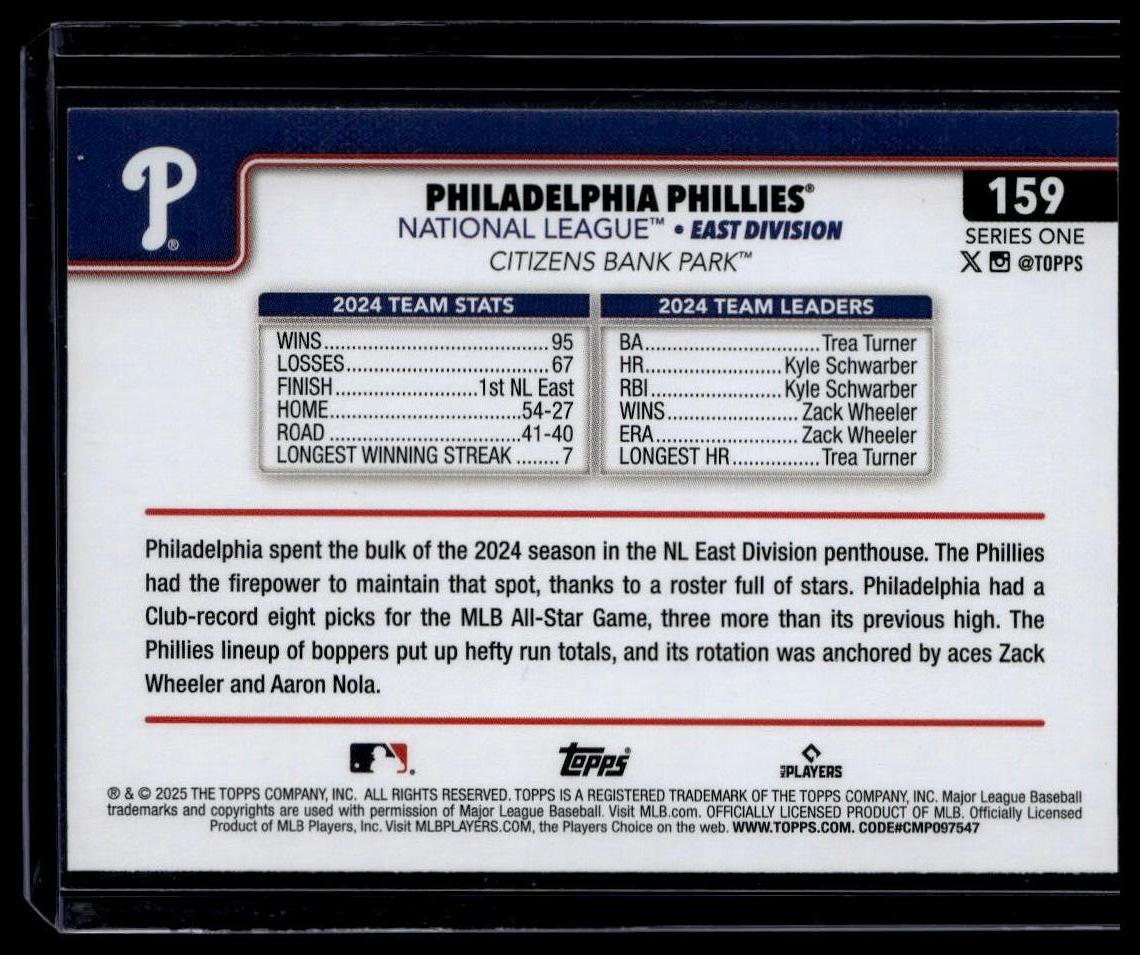 P®
PHILADELPHIA PHILLIES®
NATIONAL LEAGUE™ • EAST DIVISION
CITIZENS BANK PARK™
159
SERIES ONE
X @TOPPS
2024 TEAM STATS
WINS....................................95
LOSSES................................67
FINISH.......................1st NL East
HOME..............................54-27
ROAD ..............................41-40
LONGEST WINNING STREAK ........7
2024 TEAM LEADERS
BA............................Trea Turner
HR.......................Kyle Schwarber
RBI......................Kyle Schwarber
WINS......................Zack Wheeler
ERA........................Zack Wheeler
LONGEST HR...............Trea Turner
Philadelphia spent the bulk of the 2024 season in the NL East Division penthouse. The Phillies
had the firepower to maintain that spot, thanks to a roster full of stars. Philadelphia had a
Club-record eight picks for the MLB All-Star Game, three more than its previous high. The
Phillies lineup of boppers put up hefty run totals, and its rotation was anchored by aces Zack
Wheeler and Aaron Nola.
Topps®
MLB PLAYERS
® & © 2025 THE TOPPS COMPANY, INC. ALL RIGHTS RESERVED. TOPPS IS A REGISTERED TRADEMARK OF THE TOPPS COMPANY, INC. Major League Baseball
trademarks and copyrights are used with permission of Major League Baseball. Visit MLB.com. OFFICIALLY LICENSED PRODUCT OF MLB. Officially Licensed
Product of MLB Players, Inc. Visit MLBPLAYERS.COM, the Players Choice on the web. WWW.TOPPS.COM. CODE#CMP097547